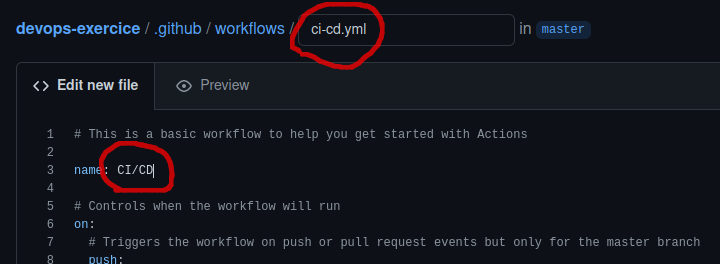 devops-exercice / .github / workflows / ci-cd.yml in master
<> Edit new file Preview
1 # This is a basic workflow to help you get started with Actions
2
3 name: CI/CD
4
5 # Controls when the workflow will run
6 on:
7 # Triggers the workflow on push or pull request events but only for the master branch
8 push: